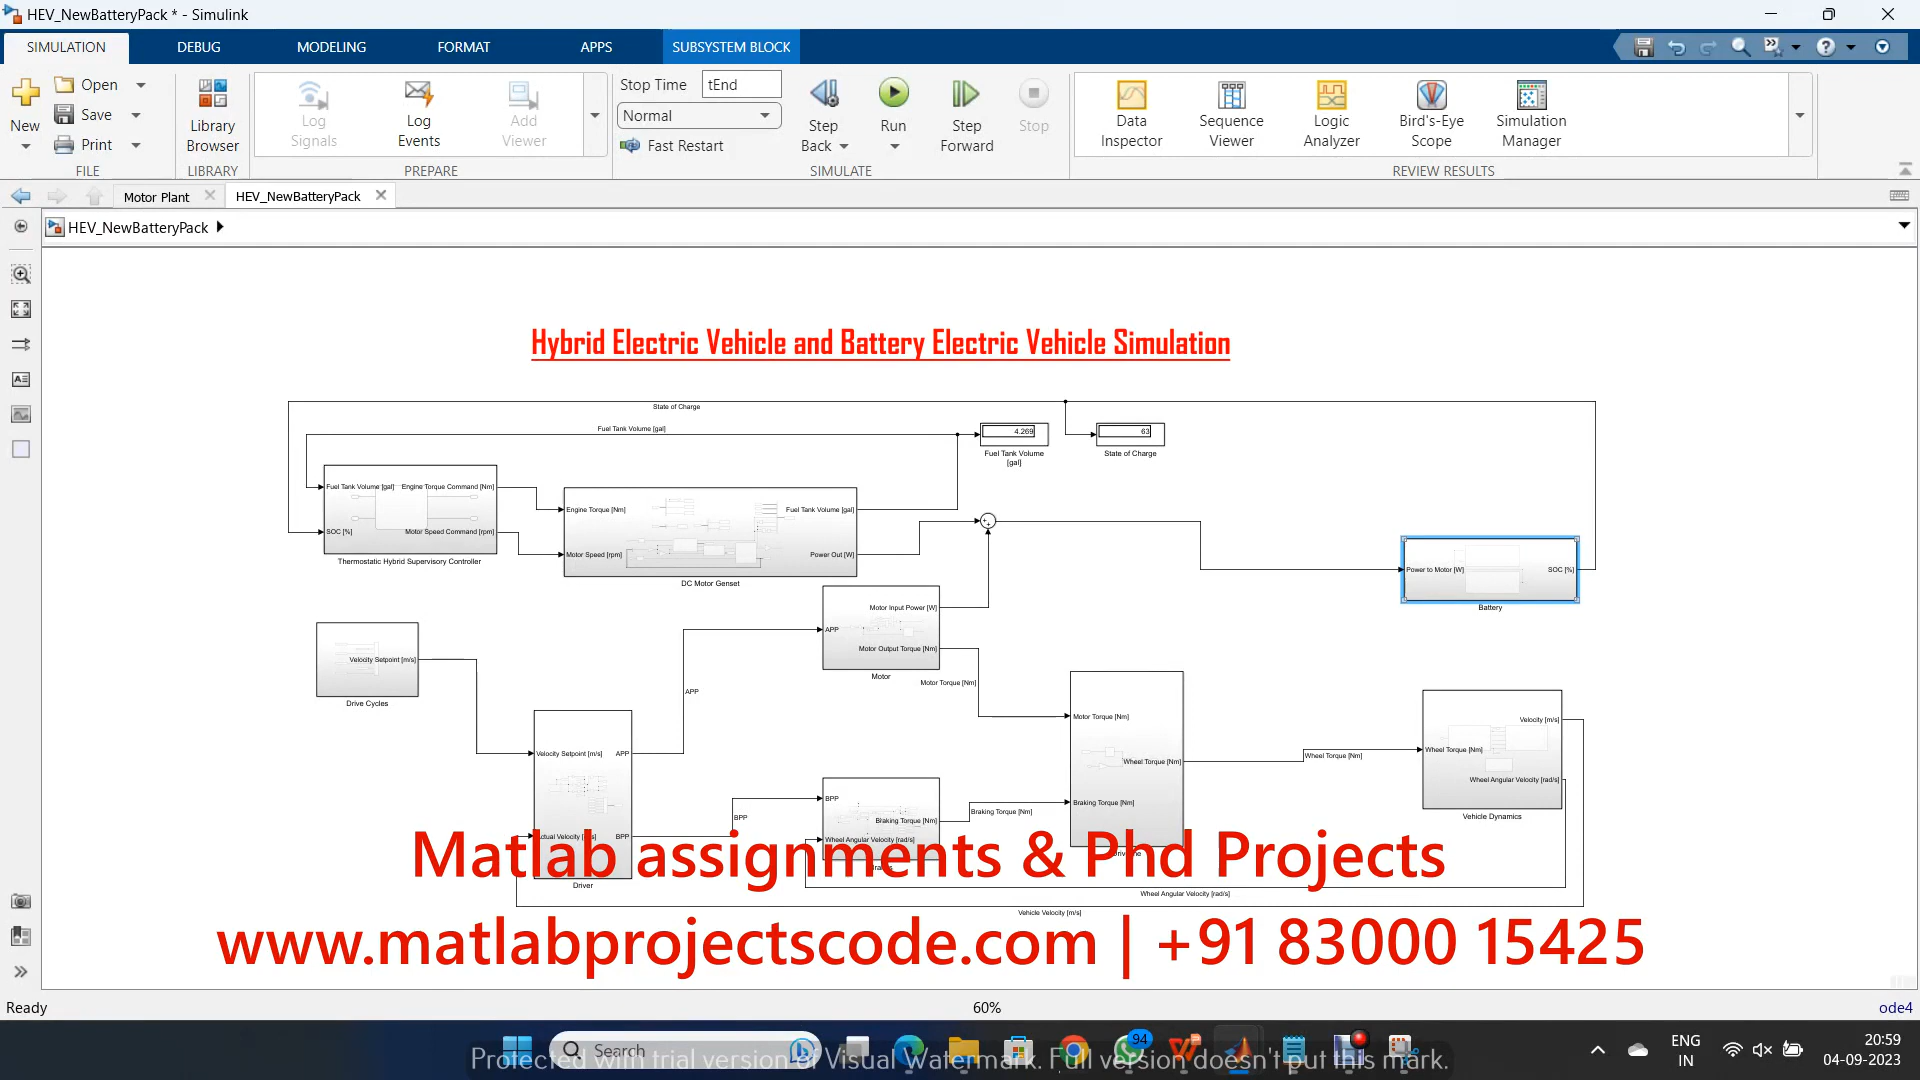 HEV_NewBatteryPack * - Simulink
SIMULATION DEBUG MODELING FORMAT APPS SUBSYSTEM BLOCK
New
Open
Save
Print
FILE
Library Browser
LIBRARY
Log Signals
Log Events
Add Viewer
PREPARE
Stop Time tEnd
Normal
Fast Restart
Step Back
Run
Step Forward
Stop
SIMULATE
Data Inspector
Sequence Viewer
Logic Analyzer
Bird's-Eye Scope
Simulation Manager
REVIEW RESULTS
Motor Plant
HEV_NewBatteryPack
HEV_NewBatteryPack
Hybrid Electric Vehicle and Battery Electric Vehicle Simulation
State of Charge
Fuel Tank Volume [gal]
4.269
Fuel Tank Volume
[gal]
63
State of Charge
Fuel Tank Volume [gal] Engine Torque Command [Nm]
SOC [%] Motor Speed Command [rpm]
Thermostatic Hybrid Supervisory Controller
Engine Torque [Nm] Fuel Tank Volume [gal]
Motor Speed [rpm] Power Out [W]
DC Motor Genset
Power to Motor [W] SOC [%]
Battery
Motor Input Power [W]
APP
Motor Output Torque [Nm]
Motor
Motor Torque [Nm]
Velocity Setpoint [m/s]
Drive Cycles
APP
Velocity Setpoint [m/s] APP
BPP
Driver
BPP
BPP
Braking Torque [Nm]
Wheel Angular Velocity [rad/s]
Braking Torque [Nm]
Motor Torque [Nm]
Wheel Torque [Nm]
Braking Torque [Nm]
Wheel Torque [Nm]
Velocity [m/s]
Wheel Torque [Nm]
Wheel Angular Velocity [rad/s]
Vehicle Dynamics
Wheel Angular Velocity [rad/s]
Vehicle Velocity [m/s]
Matlab assignments & Phd Projects
www.matlabprojectscode.com | +91 83000 15425
Ready 60% ode4
Search
94
Protected with trial version of Visual Watermark. Full version doesn't put this mark.
ENG
IN
20:59
04-09-2023